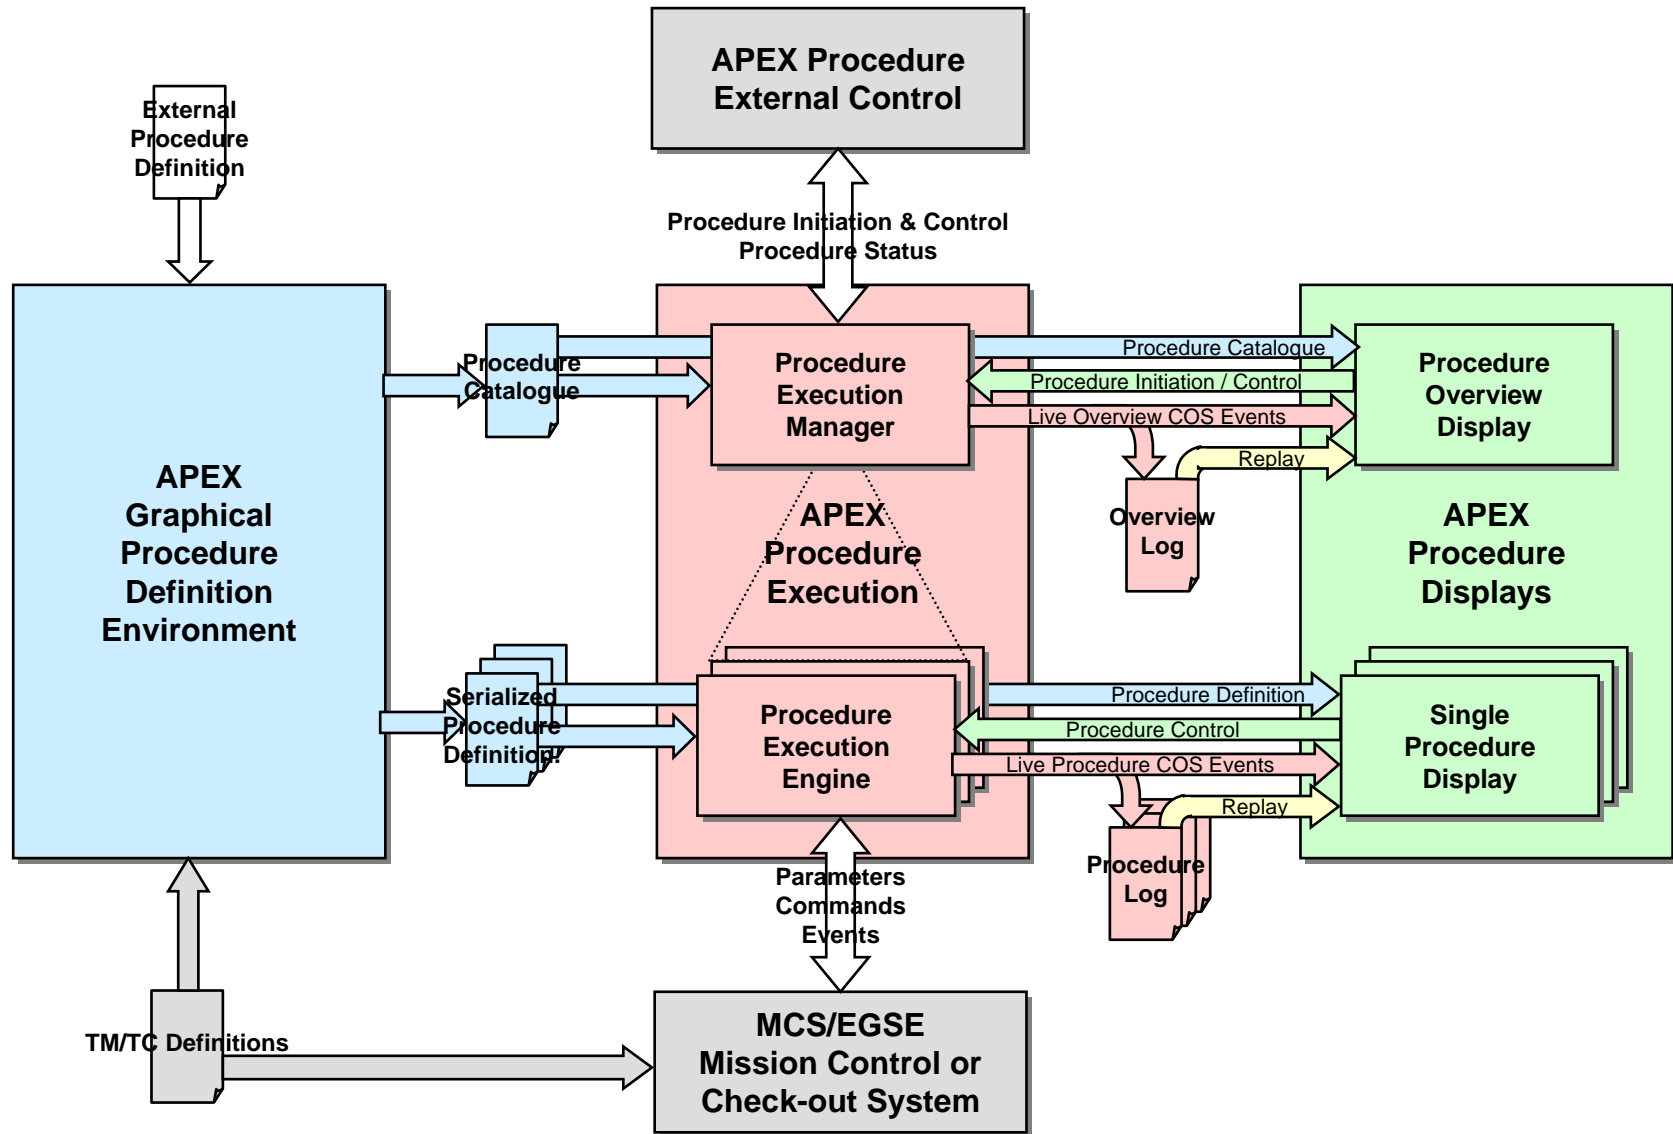 APEX Procedure
External Control
External
Procedure
Definition
Procedure Initiation & Control
Procedure Status
APEX
Graphical
Procedure
Definition
Environment
Procedure
Catalogue
Procedure
Execution
Manager
Procedure Catalogue
Procedure Initiation / Control
Live Overview COS Events
Replay
Procedure
Overview
Display
Overview
Log
APEX
Procedure
Execution
APEX
Procedure
Displays
Serialized
Procedure
Definition.
Procedure
Execution
Engine
Procedure Definition
Procedure Control
Live Procedure COS Events
Replay
Single
Procedure
Display
Procedure
Log
Parameters
Commands
Events
TM/TC Definitions
MCS/EGSE
Mission Control or
Check-out System